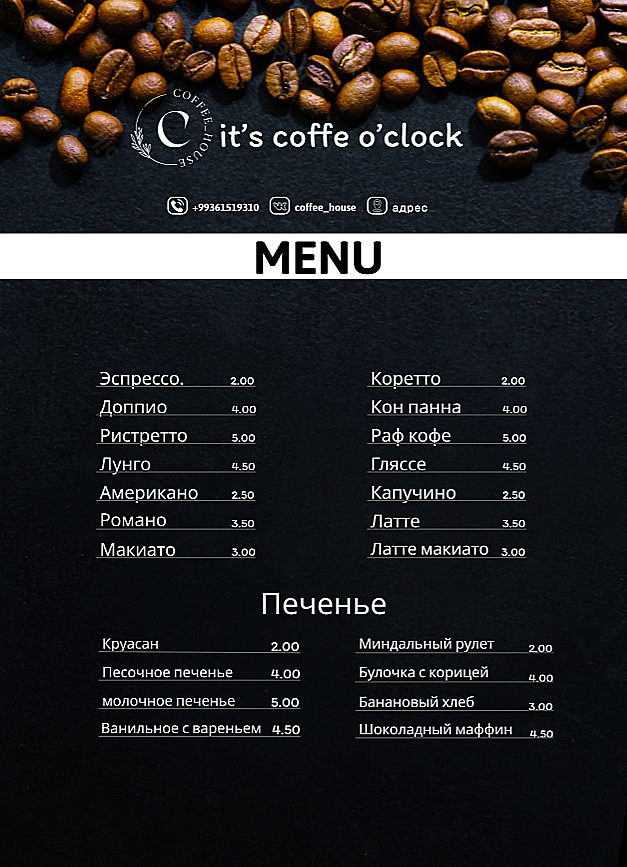 COFFEE-HOUSE
C
it's coffe o'clock
+99361519310 coffee_house адрес
MENU
Эспрессо. 2.00
Доппио 4.00
Ристретто 5.00
Лунго 4.50
Американо 2.50
Романо 3.50
Макиато 3.00
Коретто 2.00
Кон панна 4.00
Раф кофе 5.00
Гляссе 4.50
Капучино 2.50
Латте 3.50
Латте макиато 3.00
Печенье
Круасан 2.00
Песочное печенье 4.00
молочное печенье 5.00
Ванильное с вареньем 4.50
Миндальный рулет 2.00
Булочка с корицей 4.00
Банановый хлеб 3.00
Шоколадный маффин 4.50